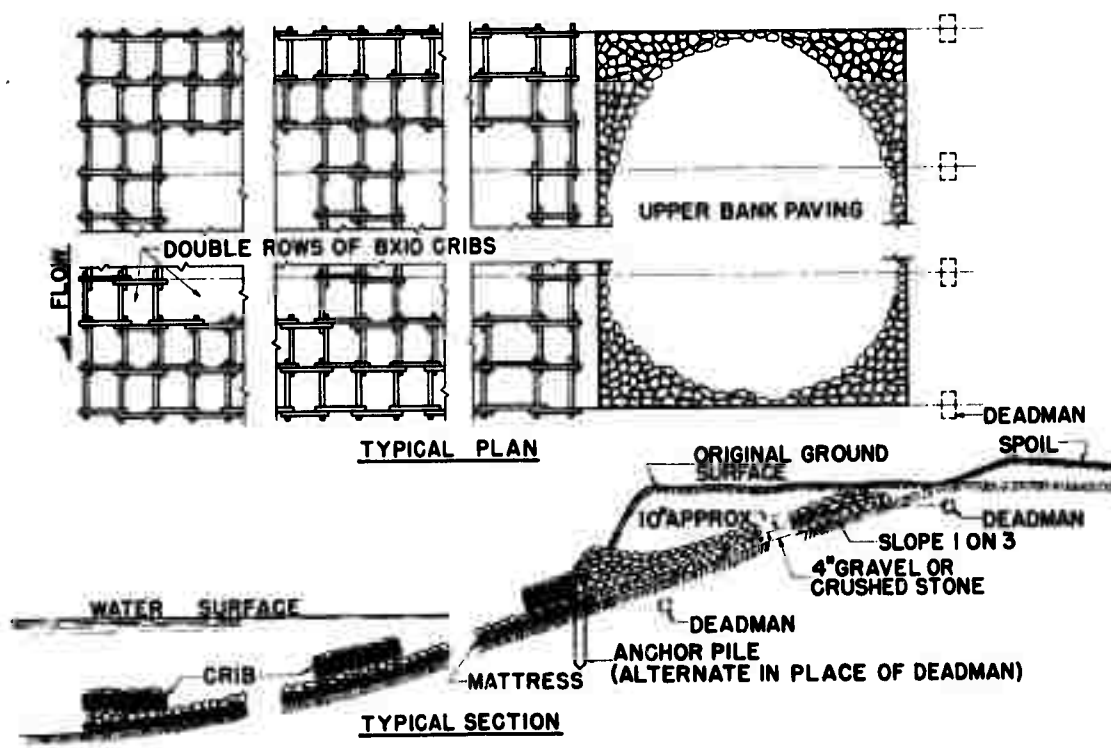 UPPER BANK PAVING
DOUBLE ROWS OF 8X10 CRIBS
FLOW
DEADMAN
TYPICAL PLAN
ORIGINAL GROUND
SURFACE
SPOIL
10" APPROX
DEADMAN
SLOPE 1 ON 3
4" GRAVEL OR
CRUSHED STONE
WATER SURFACE
DEADMAN
ANCHOR PILE
(ALTERNATE IN PLACE OF DEADMAN)
CRIB
MATTRESS
TYPICAL SECTION